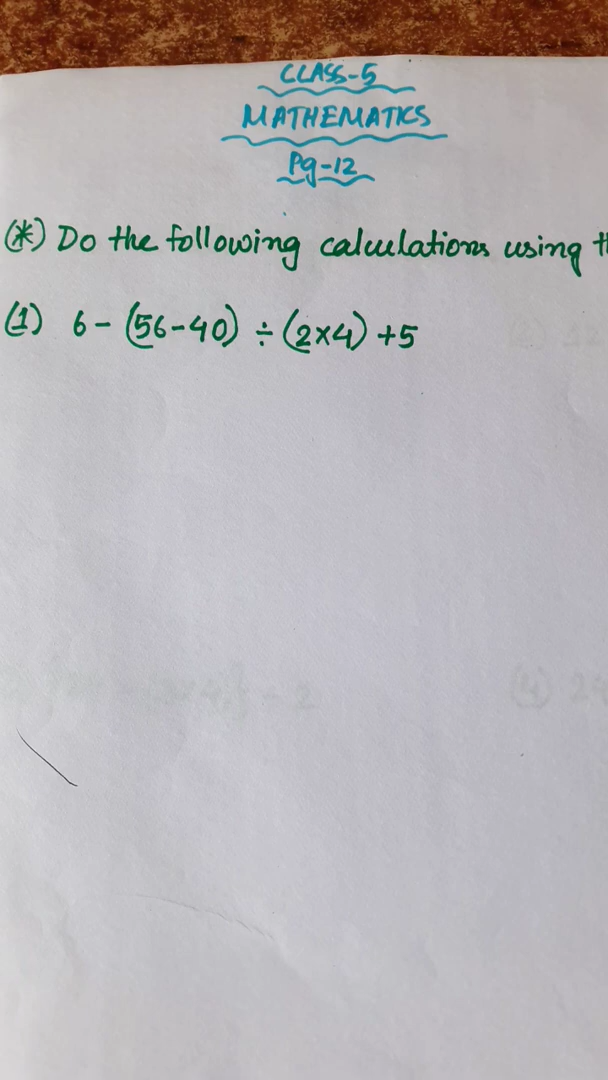 CLASS-5
MATHEMATICS
Pg-12
(*) Do the following calculations using
(1) 6-(56-40) ÷ (2×4) +5